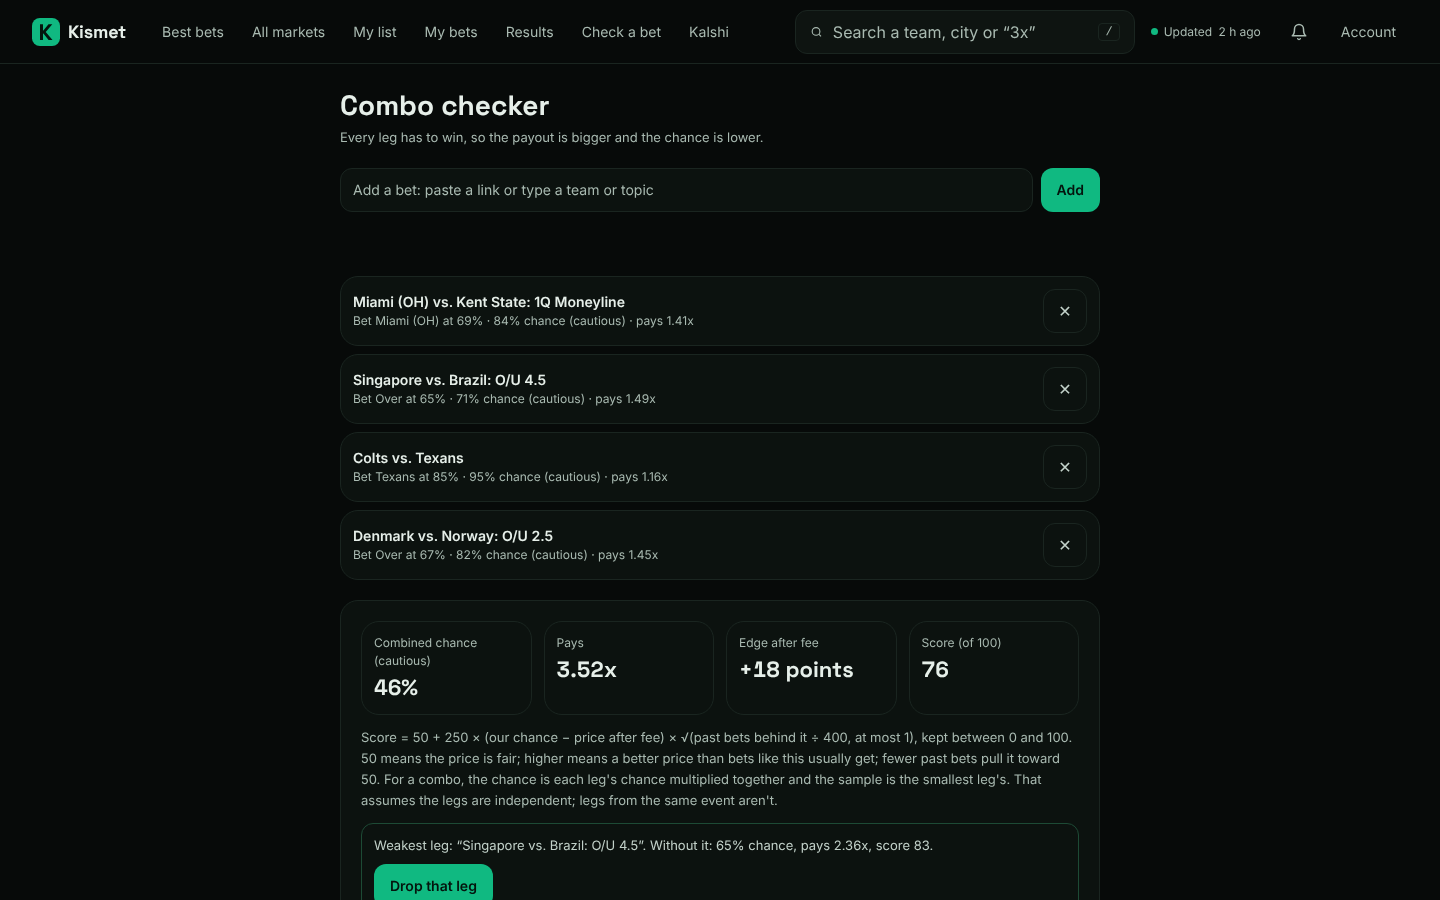 K Kismet
Best bets
All markets
My list
My bets
Results
Check a bet
Kalshi
Search a team, city or “3x”
/
Updated 2 h ago
Account
Combo checker
Every leg has to win, so the payout is bigger and the chance is lower.
Add a bet: paste a link or type a team or topic
Add
Miami (OH) vs. Kent State: 1Q Moneyline
Bet Miami (OH) at 69% · 84% chance (cautious) · pays 1.41x
×
Singapore vs. Brazil: O/U 4.5
Bet Over at 65% · 71% chance (cautious) · pays 1.49x
×
Colts vs. Texans
Bet Texans at 85% · 95% chance (cautious) · pays 1.16x
×
Denmark vs. Norway: O/U 2.5
Bet Over at 67% · 82% chance (cautious) · pays 1.45x
×
Combined chance
(cautious)
46%
Pays
3.52x
Edge after fee
+18 points
Score (of 100)
76
Score = 50 + 250 × (our chance − price after fee) × √(past bets behind it ÷ 400, at most 1), kept between 0 and 100.
50 means the price is fair; higher means a better price than bets like this usually get; fewer past bets pull it toward
50. For a combo, the chance is each leg's chance multiplied together and the sample is the smallest leg's. That
assumes the legs are independent; legs from the same event aren't.
Weakest leg: “Singapore vs. Brazil: O/U 4.5”. Without it: 65% chance, pays 2.36x, score 83.
Drop that leg